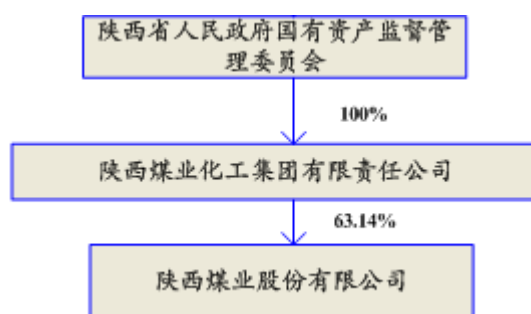 陕西省人民政府国有资产监督管
理委员会
100%
陕西煤业化工集团有限责任公司
63.14%
陕西煤业股份有限公司